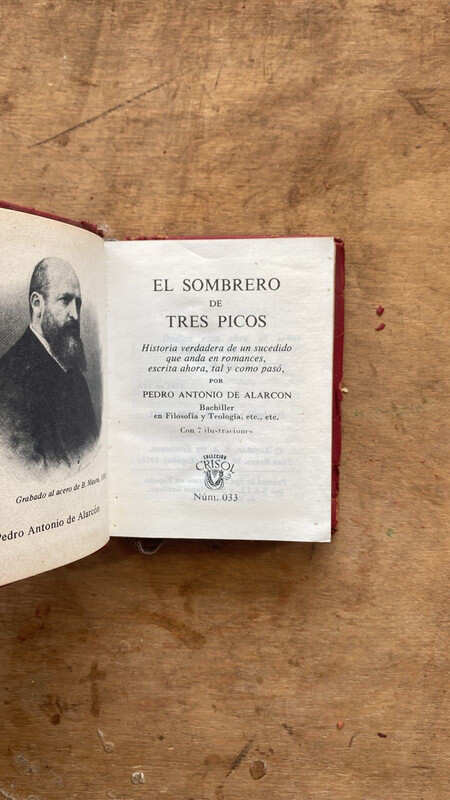 Grabado al acero de B. Maura,
Pedro Antonio de Alarcón
EL SOMBRERO
DE
TRES PICOS
Historia verdadera de un sucedido
que anda en romances,
escrita ahora, tal y como pasó,
POR
PEDRO ANTONIO DE ALARCON
Bachiller
en Filosofía y Teología, etc., etc.
Con 7 ilustraciones
COLECCION
CRISOL
Núm. 033